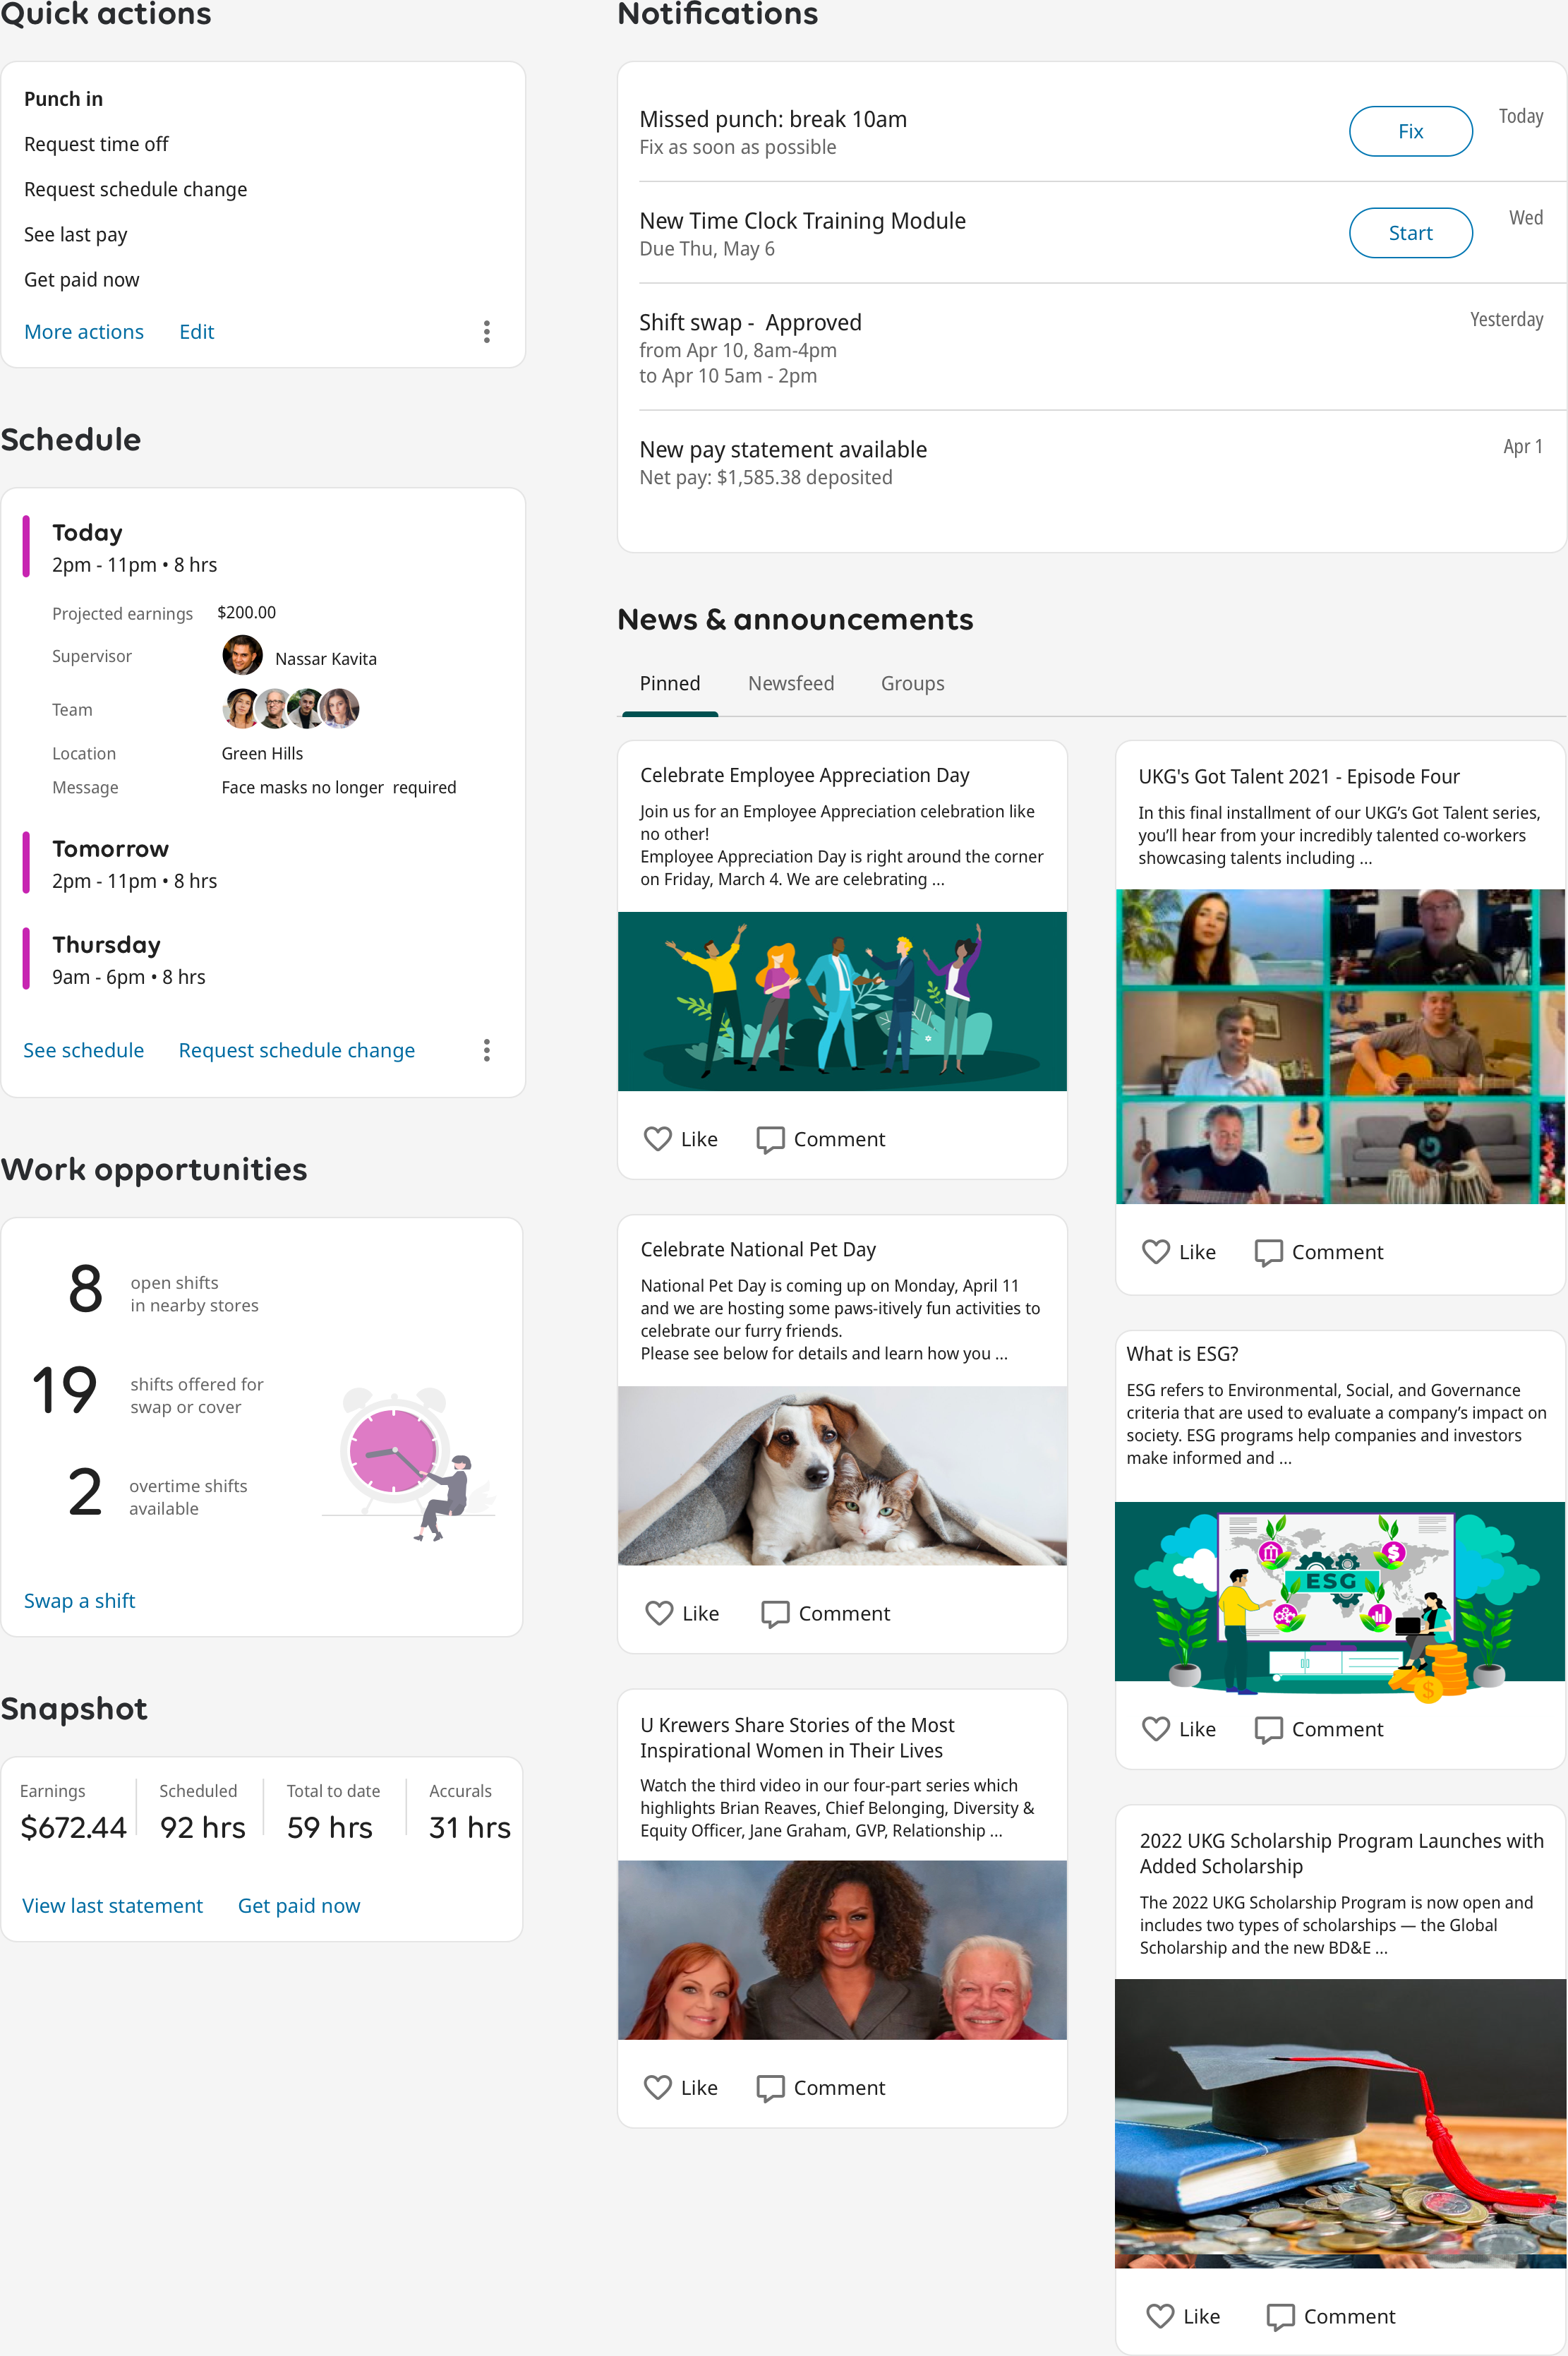 Quick actions
Punch in
Request time off
Request schedule change
See last pay
Get paid now
More actions
Edit
Schedule
Today
2pm - 11pm • 8 hrs
Projected earnings $200.00
Supervisor Nassar Kavita
Team
Location Green Hills
Message Face masks no longer  required
Tomorrow
2pm - 11pm • 8 hrs
Thursday
9am - 6pm • 8 hrs
See schedule
Request schedule change
Work opportunities
8
open shifts
in nearby stores
19
shifts offered for
swap or cover
2
overtime shifts
available
Swap a shift
Snapshot
Earnings
$672.44
Scheduled
92 hrs
Total to date
59 hrs
Accurals
31 hrs
View last statement
Get paid now
Notifications
Missed punch: break 10am
Fix as soon as possible
Fix
Today
New Time Clock Training Module
Due Thu, May 6
Start
Wed
Shift swap -  Approved
from Apr 10, 8am-4pm
to Apr 10 5am - 2pm
Yesterday
New pay statement available
Net pay: $1,585.38 deposited
Apr 1
News & announcements
Pinned
Newsfeed
Groups
Celebrate Employee Appreciation Day
Join us for an Employee Appreciation celebration like
no other!
Employee Appreciation Day is right around the corner
on Friday, March 4. We are celebrating ...
Like
Comment
Celebrate National Pet Day
National Pet Day is coming up on Monday, April 11
and we are hosting some paws-itively fun activities to
celebrate our furry friends.
Please see below for details and learn how you ...
Like
Comment
U Krewers Share Stories of the Most
Inspirational Women in Their Lives
Watch the third video in our four-part series which
highlights Brian Reaves, Chief Belonging, Diversity &
Equity Officer, Jane Graham, GVP, Relationship ...
Like
Comment
UKG's Got Talent 2021 - Episode Four
In this final installment of our UKG’s Got Talent series,
you’ll hear from your incredibly talented co-workers
showcasing talents including ...
Like
Comment
What is ESG?
ESG refers to Environmental, Social, and Governance
criteria that are used to evaluate a company’s impact on
society. ESG programs help companies and investors
make informed and ...
$
ESG
$
Like
Comment
2022 UKG Scholarship Program Launches with
Added Scholarship
The 2022 UKG Scholarship Program is now open and
includes two types of scholarships — the Global
Scholarship and the new BD&E ...
Like
Comment